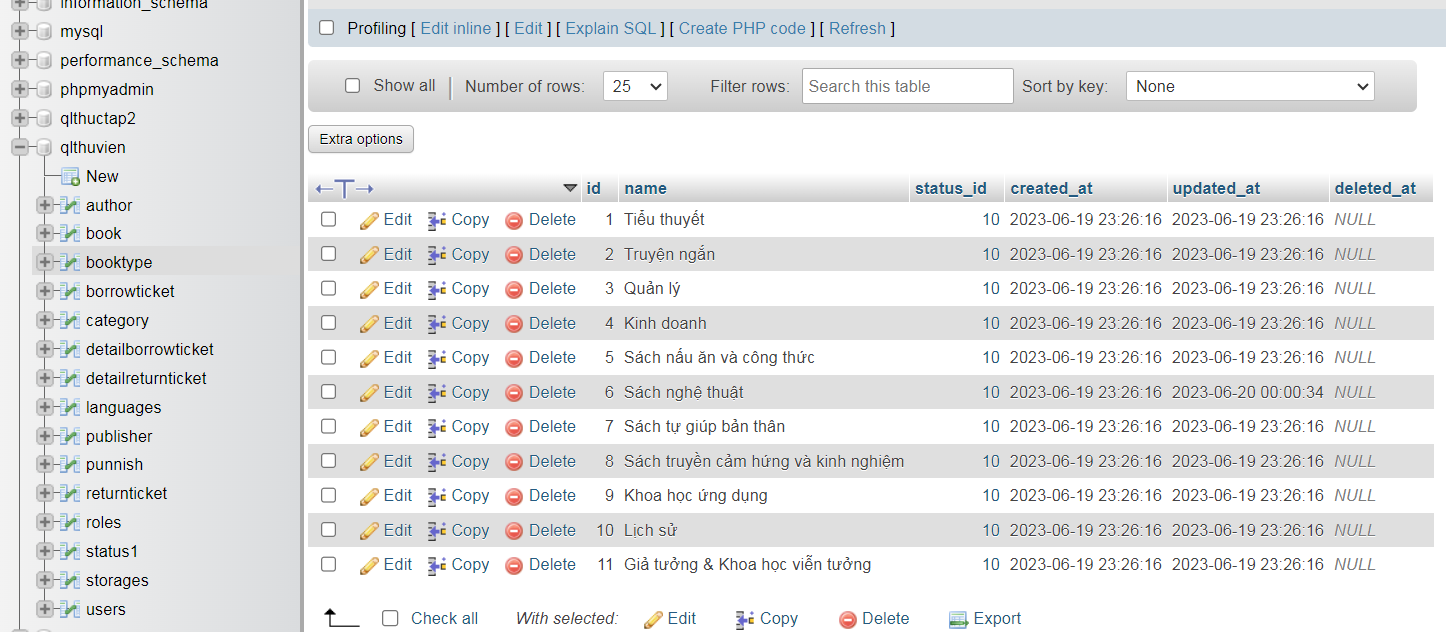 information_schema
mysql
performance_schema
phpmyadmin
qlthuctap2
qlthuvien
New
author
book
booktype
borrowticket
category
detailborrowticket
detailreturnticket
languages
publisher
punnish
returnticket
roles
status1
storages
users
Profiling [ Edit inline ] [ Edit ] [ Explain SQL ] [ Create PHP code ] [ Refresh ]
Show all Number of rows: 25 Filter rows: Search this table Sort by key: None
Extra options
id name status_id created_at updated_at deleted_at
Edit Copy Delete 1 Tiểu thuyết 10 2023-06-19 23:26:16 2023-06-19 23:26:16 NULL
Edit Copy Delete 2 Truyện ngắn 10 2023-06-19 23:26:16 2023-06-19 23:26:16 NULL
Edit Copy Delete 3 Quản lý 10 2023-06-19 23:26:16 2023-06-19 23:26:16 NULL
Edit Copy Delete 4 Kinh doanh 10 2023-06-19 23:26:16 2023-06-19 23:26:16 NULL
Edit Copy Delete 5 Sách nấu ăn và công thức 10 2023-06-19 23:26:16 2023-06-19 23:26:16 NULL
Edit Copy Delete 6 Sách nghệ thuật 10 2023-06-19 23:26:16 2023-06-20 00:00:34 NULL
Edit Copy Delete 7 Sách tự giúp bản thân 10 2023-06-19 23:26:16 2023-06-19 23:26:16 NULL
Edit Copy Delete 8 Sách truyền cảm hứng và kinh nghiệm 10 2023-06-19 23:26:16 2023-06-19 23:26:16 NULL
Edit Copy Delete 9 Khoa học ứng dụng 10 2023-06-19 23:26:16 2023-06-19 23:26:16 NULL
Edit Copy Delete 10 Lịch sử 10 2023-06-19 23:26:16 2023-06-19 23:26:16 NULL
Edit Copy Delete 11 Giả tưởng & Khoa học viễn tưởng 10 2023-06-19 23:26:16 2023-06-19 23:26:16 NULL
Check all With selected: Edit Copy Delete Export